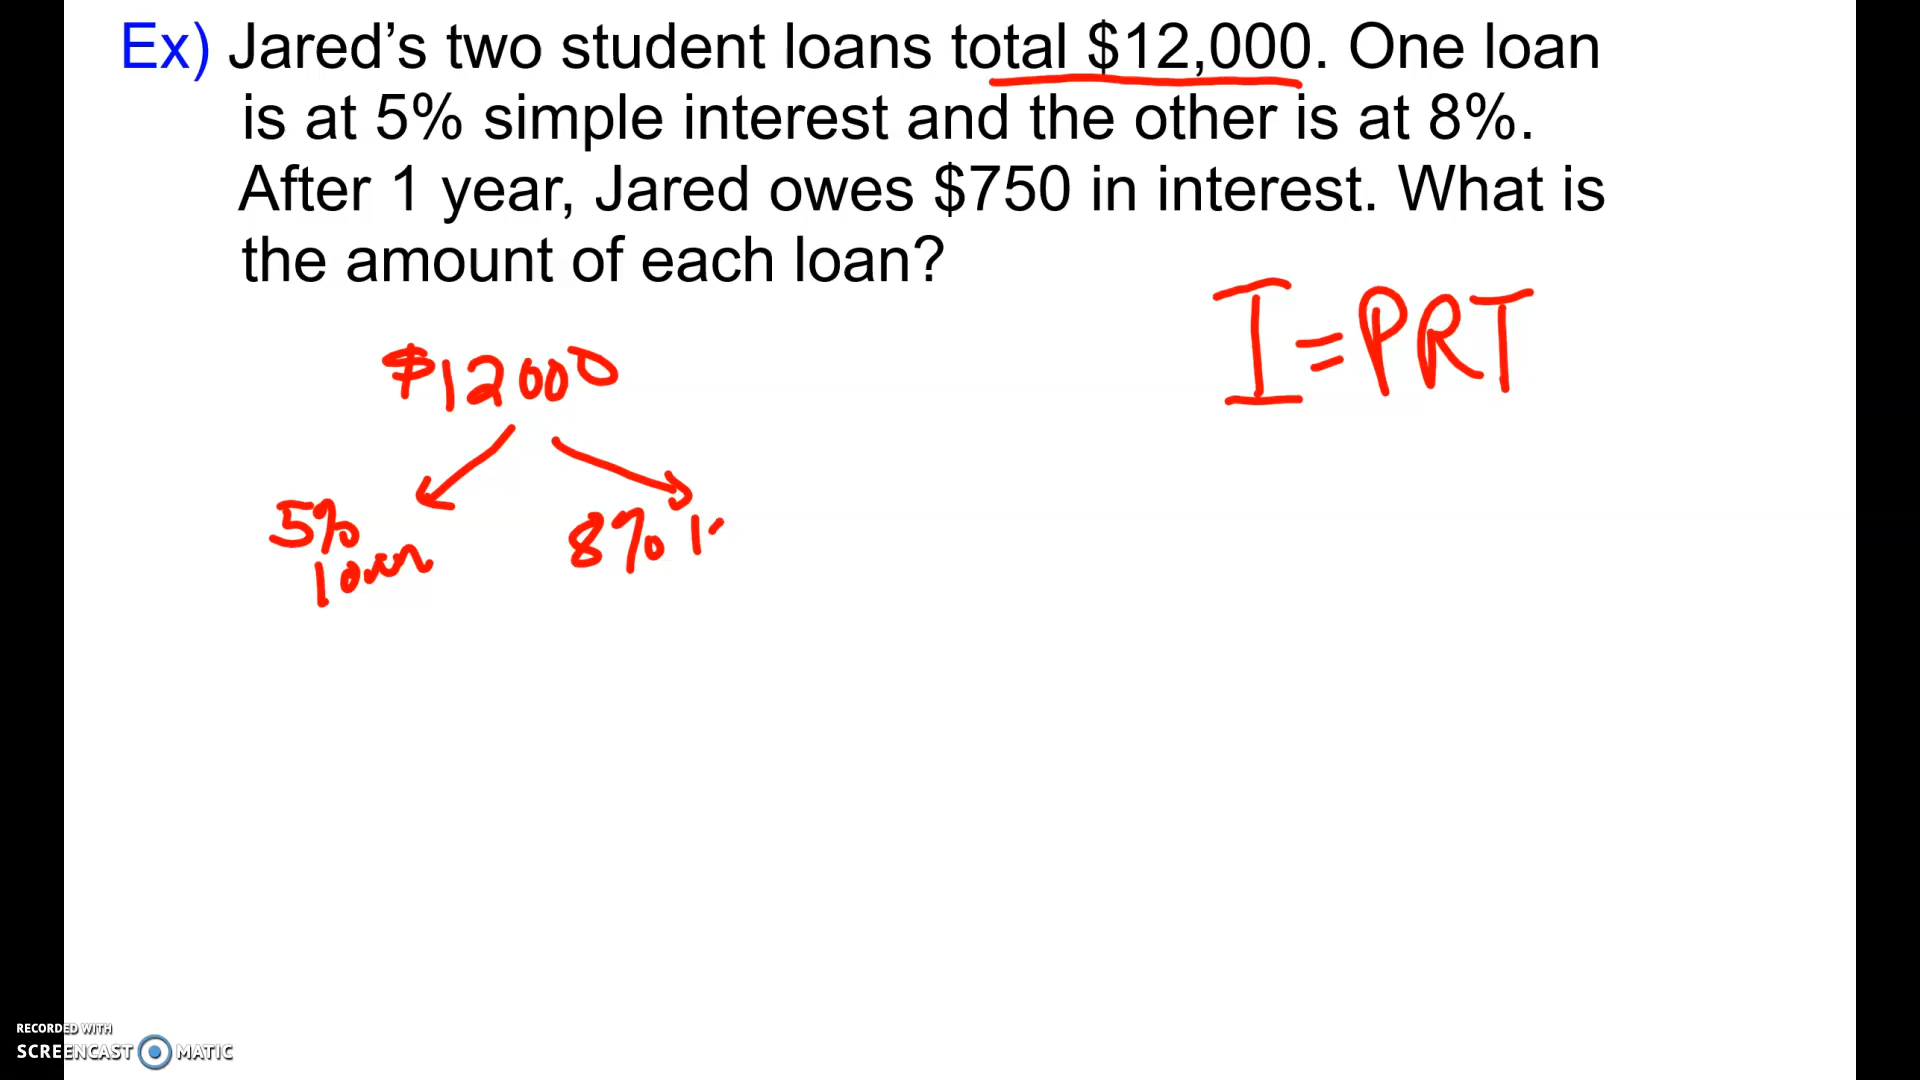 Ex) Jared’s two student loans total $12,000. One loan
is at 5% simple interest and the other is at 8%.
After 1 year, Jared owes $750 in interest. What is
the amount of each loan?
I=PRT
$12000
5%
loan
8% l
RECORDED WITH
SCREENCAST MATIC